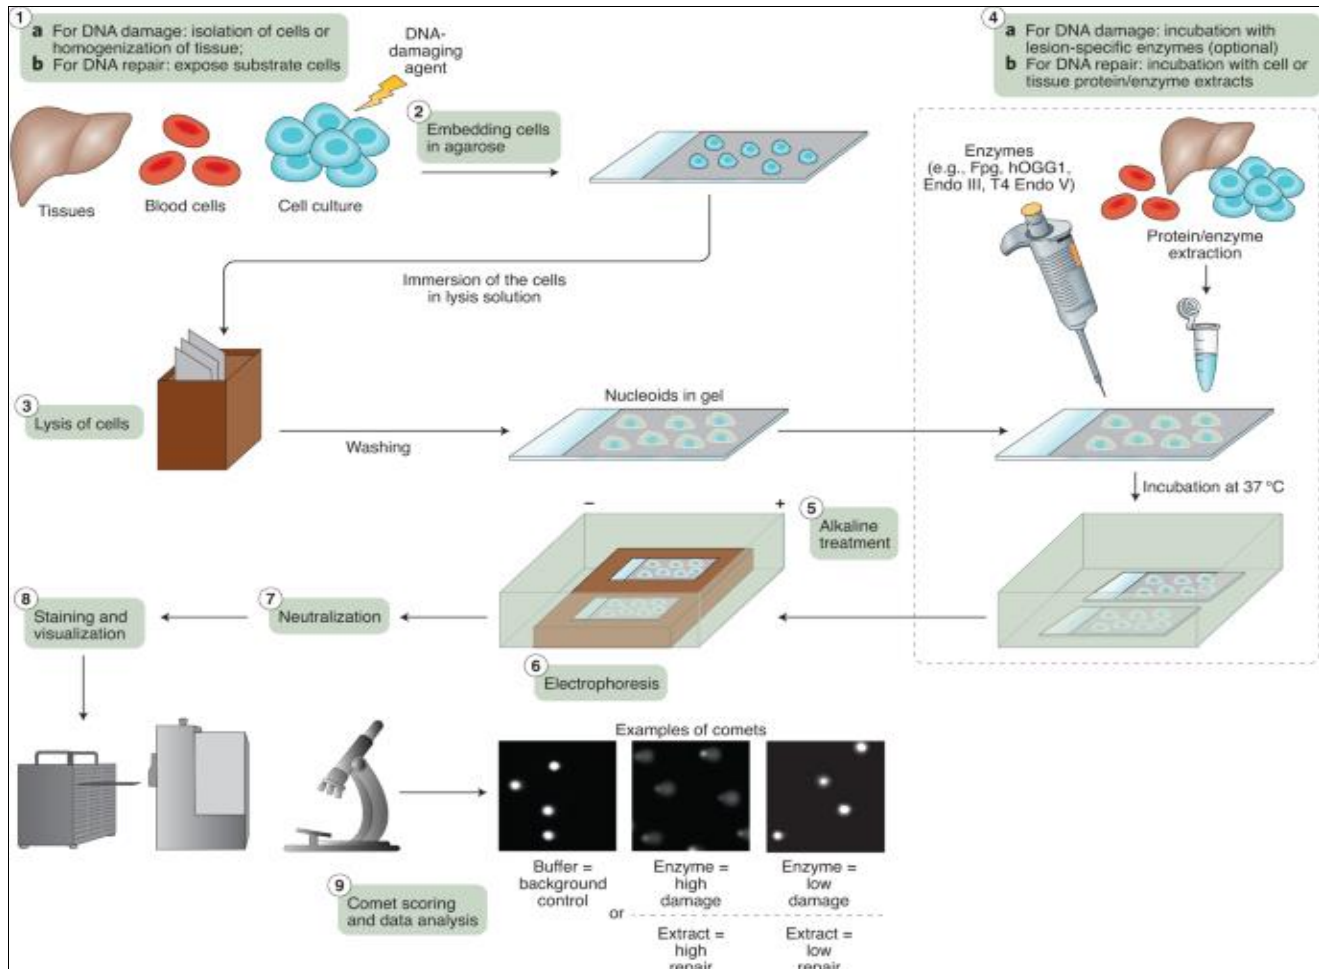 1
a For DNA damage: isolation of cells or
homogenization of tissue;
b For DNA repair: expose substrate cells
DNA-
damaging
agent
Tissues
Blood cells
Cell culture
2
Embedding cells
in agarose
Immersion of the cells
in lysis solution
3
Lysis of cells
Washing
Nucleoids in gel
4
a For DNA damage: incubation with
lesion-specific enzymes (optional)
b For DNA repair: incubation with cell or
tissue protein/enzyme extracts
Enzymes
(e.g., Fpg, hOGG1,
Endo III, T4 Endo V)
Protein/enzyme
extraction
Incubation at 37 °C
– +
5
Alkaline
treatment
6
Electrophoresis
7
Neutralization
8
Staining and
visualization
9
Comet scoring
and data analysis
Examples of comets
Buffer =
background
control
or
Enzyme =
high
damage
Extract =
high
repair
Enzyme =
low
damage
Extract =
low
repair